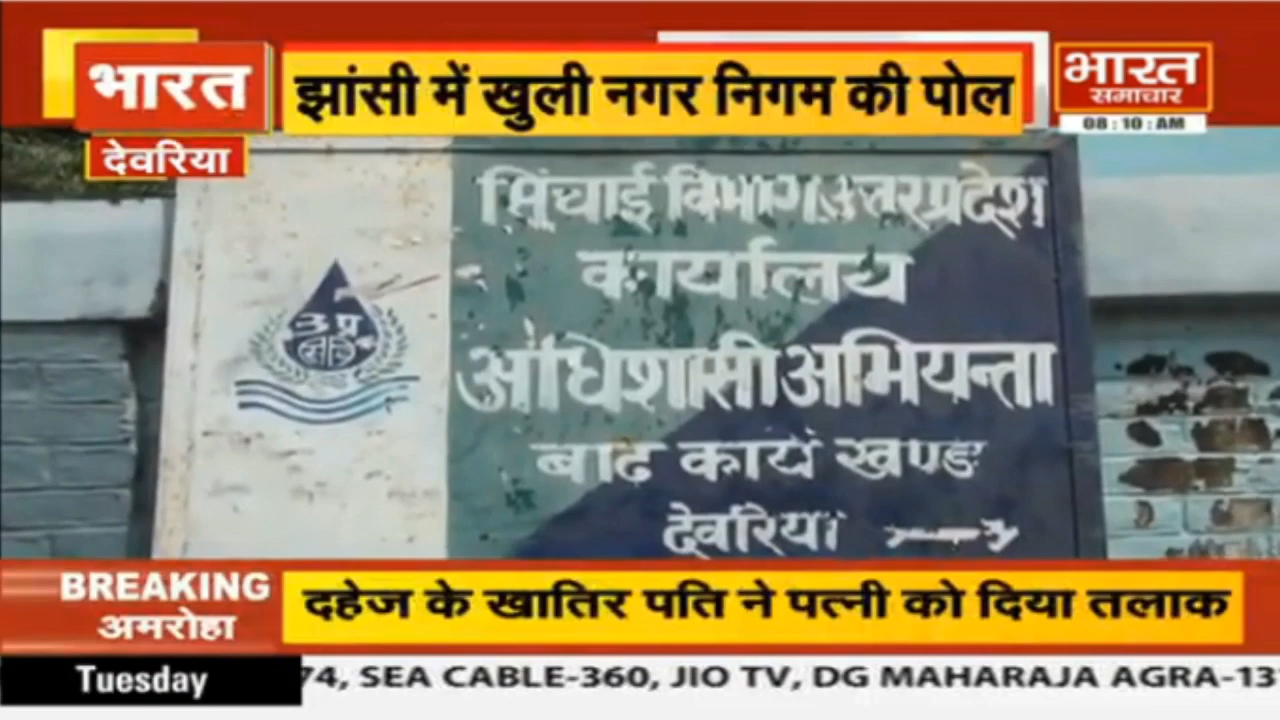 भारत
झांसी में खुली नगर निगम की पोल
भारत
समाचार
08:10:AM
देवरिया
सिंचाई विभाग उत्तर प्रदेश
कार्यालय
उ प्र
अधिशासी अभियन्ता
बाढ कार्य खण्ड
देवरिया
BREAKING
अमरोहा
दहेज के खातिर पति ने पत्नी को दिया तलाक
Tuesday
74, SEA CABLE-360, JIO TV, DG MAHARAJA AGRA-13